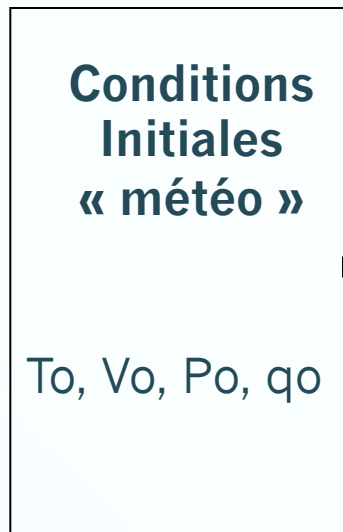 Conditions
Initiales
« météo »
To, Vo, Po, qo